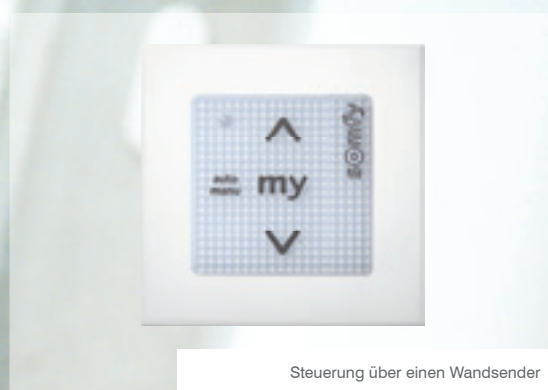 somfy
auto
manu
my
Steuerung über einen Wandsender